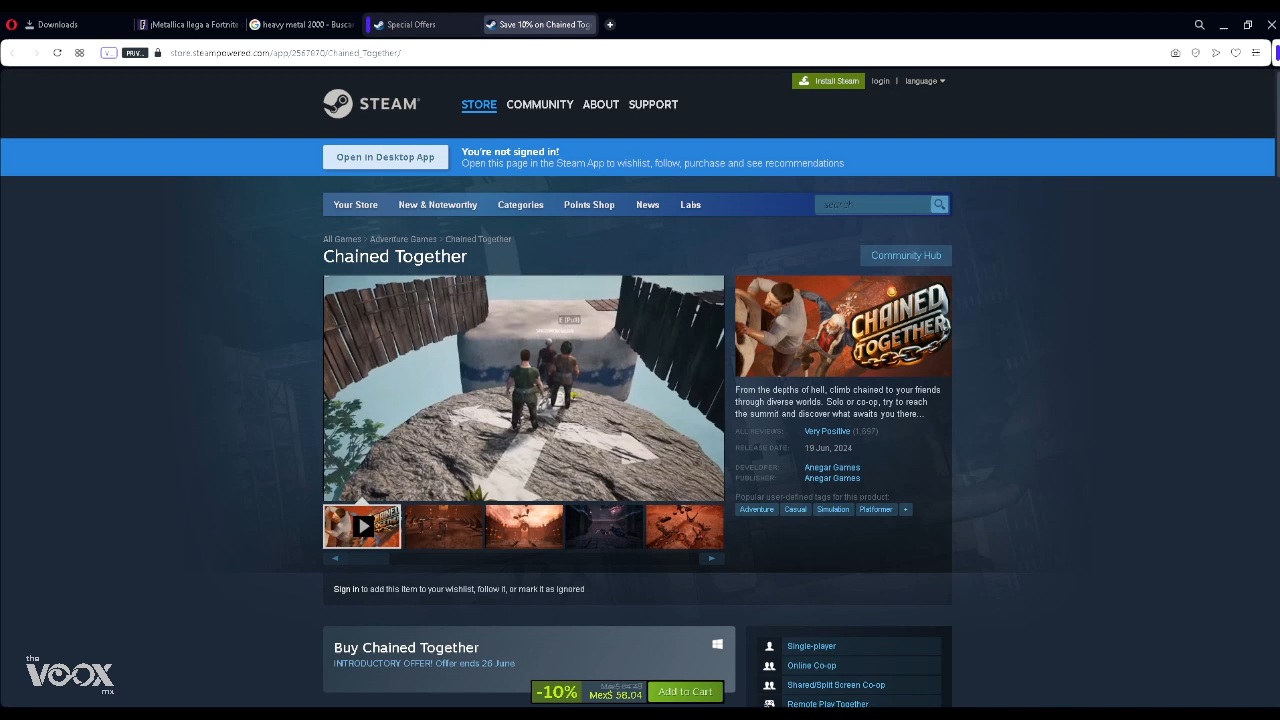 Downloads
¡Metallica llega a Fortnite
heavy metal 2000 - Buscar
Special Offers
Save 10% on Chained Tog
V...
PRIV...
store.steampowered.com/app/2567870/Chained_Together/
Install Steam
login | language
STEAM®
STORE COMMUNITY ABOUT SUPPORT
Open in Desktop App
You're not signed in!
Open this page in the Steam App to wishlist, follow, purchase and see recommendations
Your Store New & Noteworthy Categories Points Shop News Labs
search
All Games > Adventure Games > Chained Together
Chained Together
Community Hub
E [Pull]
CHAINED
TOGETHER
From the depths of hell, climb chained to your friends
through diverse worlds. Solo or co-op, try to reach
the summit and discover what awaits you there...
ALL REVIEWS: Very Positive (1,697)
RELEASE DATE: 19 Jun, 2024
DEVELOPER: Anegar Games
PUBLISHER: Anegar Games
Popular user-defined tags for this product:
Adventure Casual Simulation Platformer +
Sign in to add this item to your wishlist, follow it, or mark it as ignored
Buy Chained Together
INTRODUCTORY OFFER! Offer ends 26 June
-10%
Mex$ 64.49
Mex$ 58.04
Add to Cart
Single-player
Online Co-op
Shared/Split Screen Co-op
Remote Play Together
the
VOOX
mx